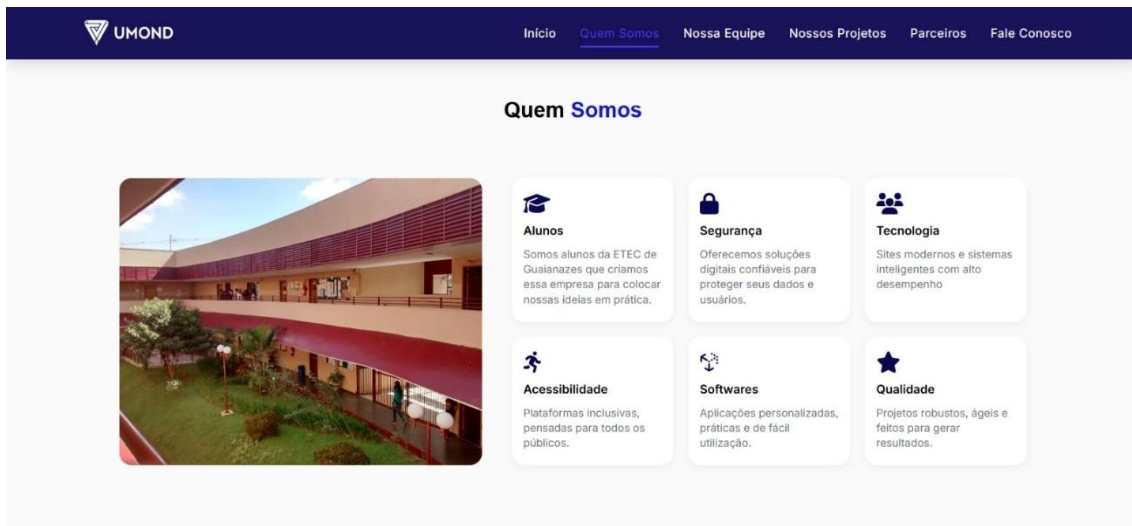 UMOND
Início Quem Somos Nossa Equipe Nossos Projetos Parceiros Fale Conosco
Quem Somos
Alunos
Somos alunos da ETEC de
Guaianazes que criamos
essa empresa para colocar
nossas ideias em prática.
Segurança
Oferecemos soluções
digitais confiáveis para
proteger seus dados e
usuários.
Tecnologia
Sites modernos e sistemas
inteligentes com alto
desempenho
Acessibilidade
Plataformas inclusivas,
pensadas para todos os
públicos.
Softwares
Aplicações personalizadas,
práticas e de fácil
utilização.
Qualidade
Projetos robustos, ágeis e
feitos para gerar
resultados.